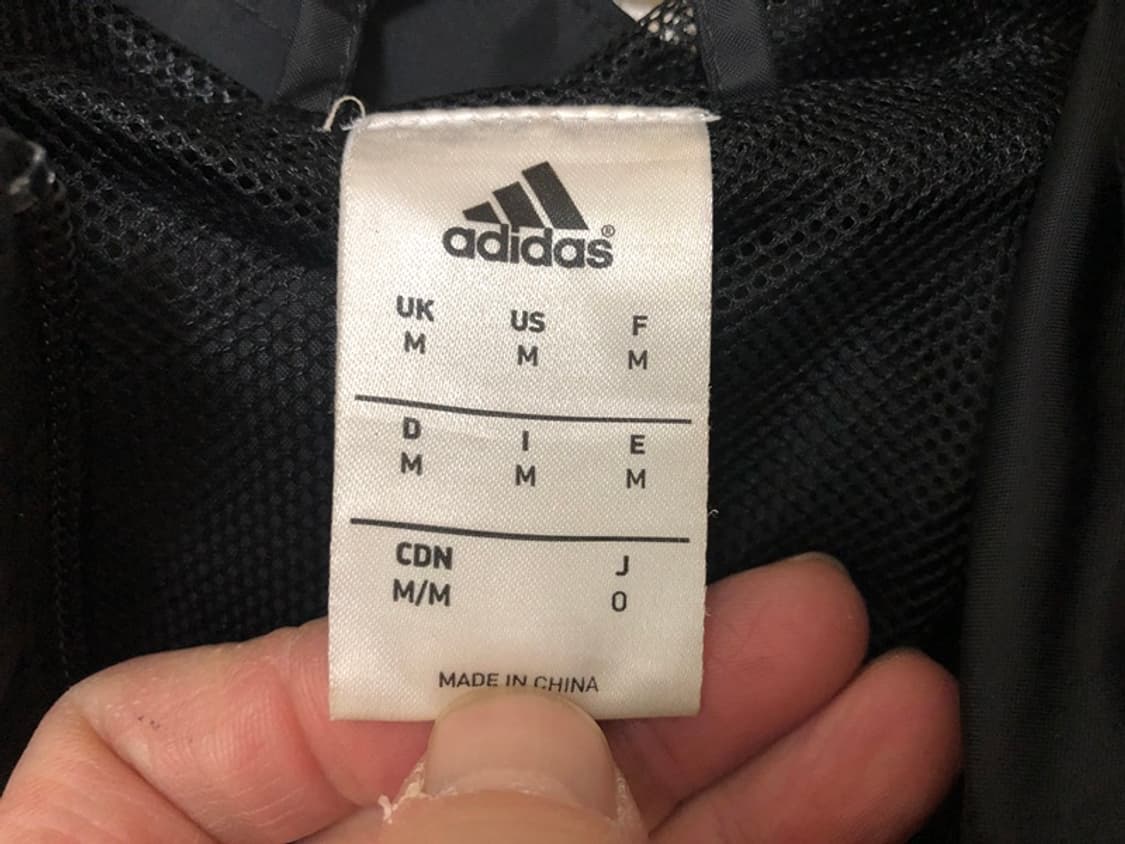 adidas®
UK US F
M M M
D I E
M M M
CDN J
M/M O
MADE IN CHINA